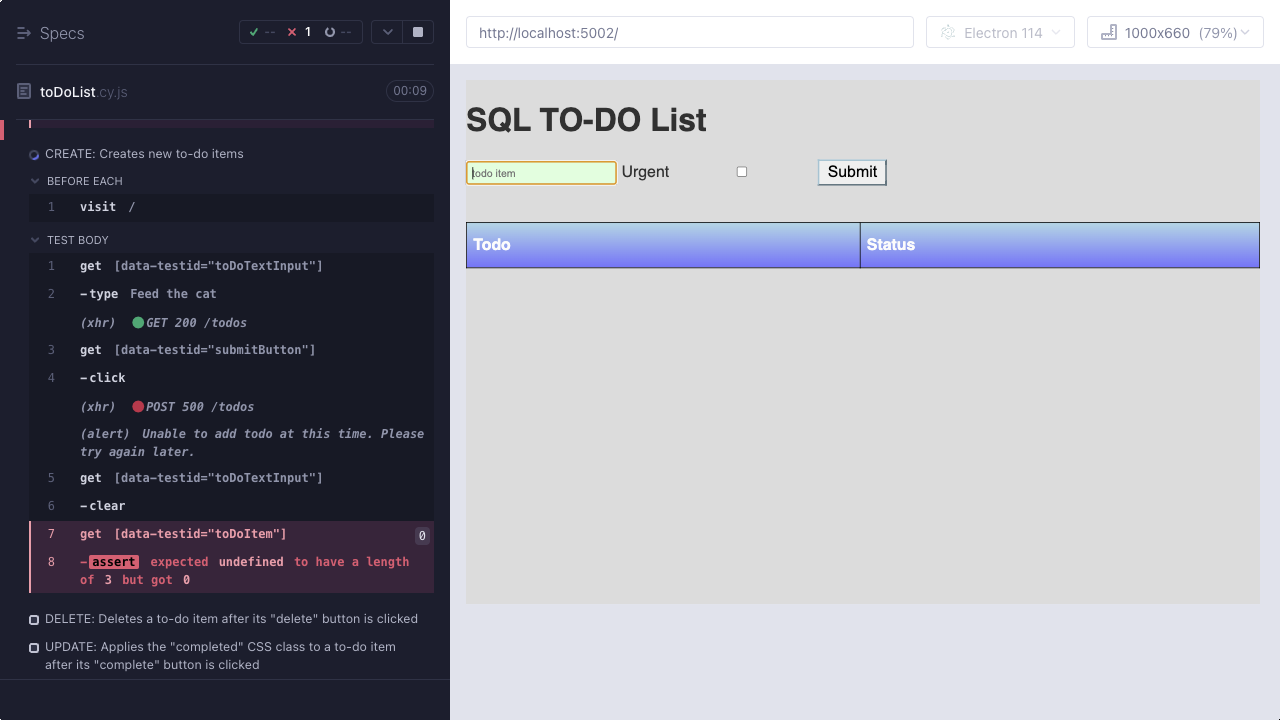 Specs
-- 1 --
toDoList.cy.js 00:09
CREATE: Creates new to-do items
BEFORE EACH
1 visit /
TEST BODY
1 get [data-testid="toDoTextInput"]
2 -type Feed the cat
(xhr) GET 200 /todos
3 get [data-testid="submitButton"]
4 -click
(xhr) POST 500 /todos
(alert) Unable to add todo at this time. Please
try again later.
5 get [data-testid="toDoTextInput"]
6 -clear
7 get [data-testid="toDoItem"] 0
8 -assert expected undefined to have a length
of 3 but got 0
DELETE: Deletes a to-do item after its "delete" button is clicked
UPDATE: Applies the "completed" CSS class to a to-do item
after its "complete" button is clicked
http://localhost:5002/
Electron 114
1000x660 (79%)
SQL TO-DO List
todo item Urgent Submit
Todo Status